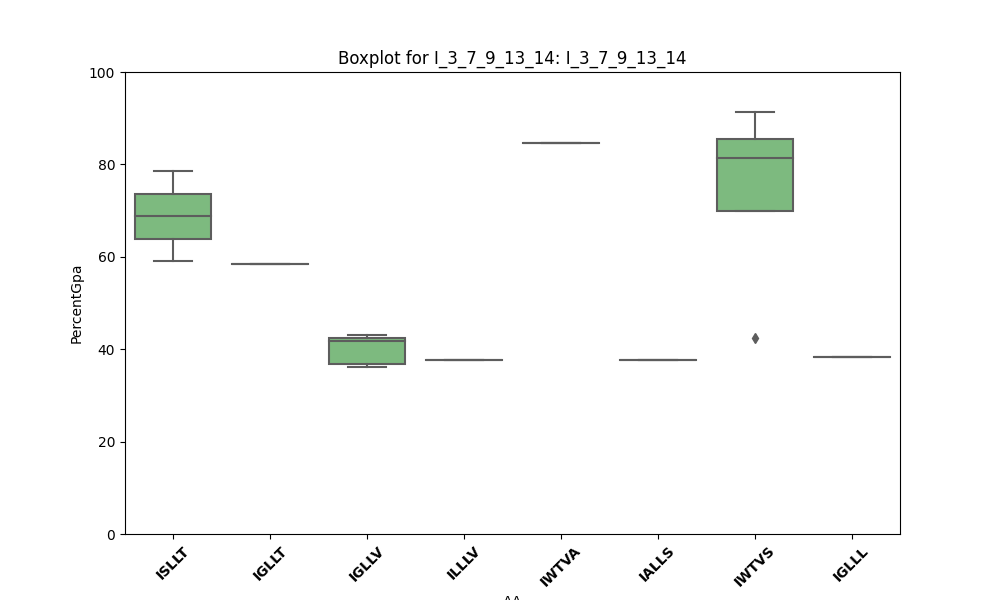 Boxplot for I_3_7_9_13_14: I_3_7_9_13_14
100
80
60
40
20
0
PercentGpa
ISLLT
IGLLT
IGLLV
ILLLV
IWTVA
IALLS
IWTVS
IGLLL
AA